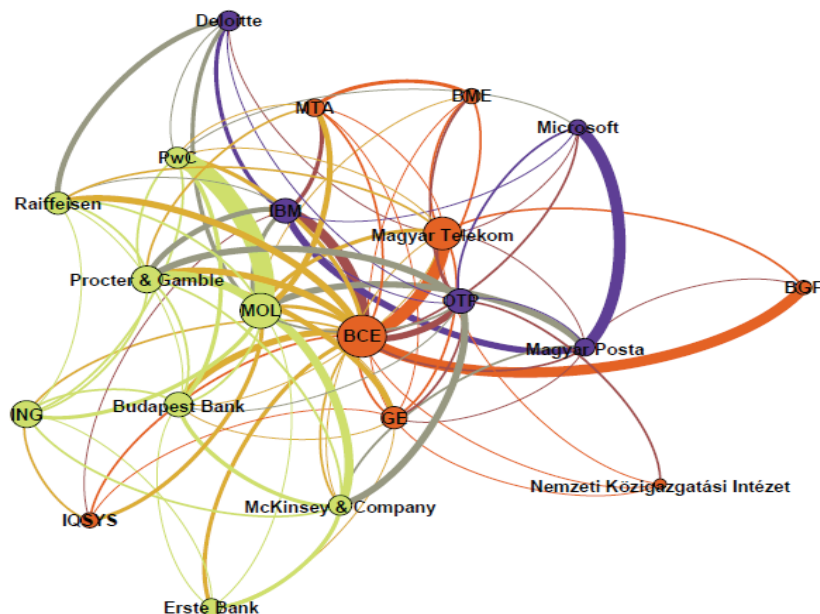 Deloitte
MTA
BME
Microsoft
PwC
Raiffeisen
IBM
Magyar Telekom
Procter & Gamble
MOL
OTP
BGF
BCE
Magyar Posta
ING
Budapest Bank
GE
Nemzeti Közigazgatási Intézet
McKinsey & Company
IQSYS
Erste Bank